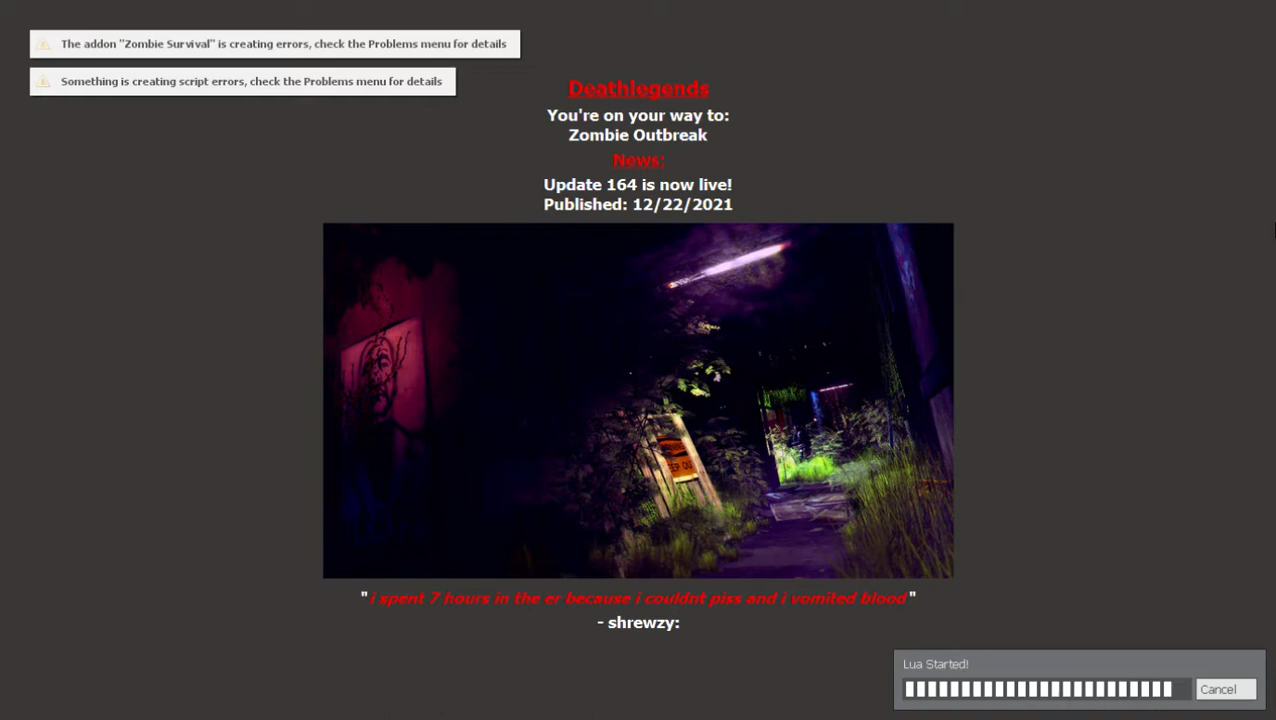 The addon "Zombie Survival" is creating errors, check the Problems menu for details
Something is creating script errors, check the Problems menu for details
Deathlegends
You're on your way to:
Zombie Outbreak
News:
Update 164 is now live!
Published: 12/22/2021
"i spent 7 hours in the er because i couldnt piss and i vomited blood"
- shrewzy:
Lua Started!
Cancel